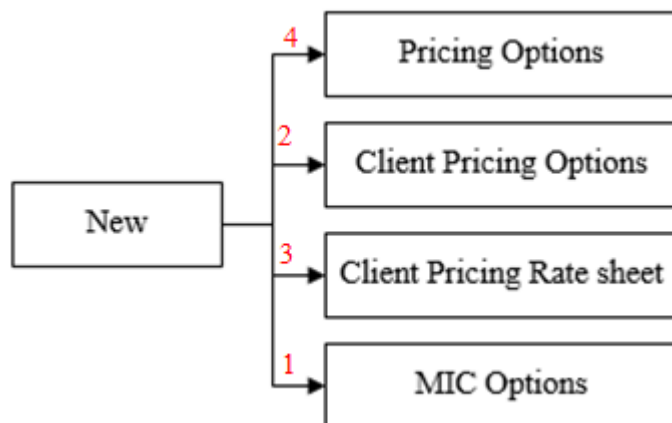 4
Pricing Options
2
Client Pricing Options
New
3
Client Pricing Rate sheet
1
MIC Options